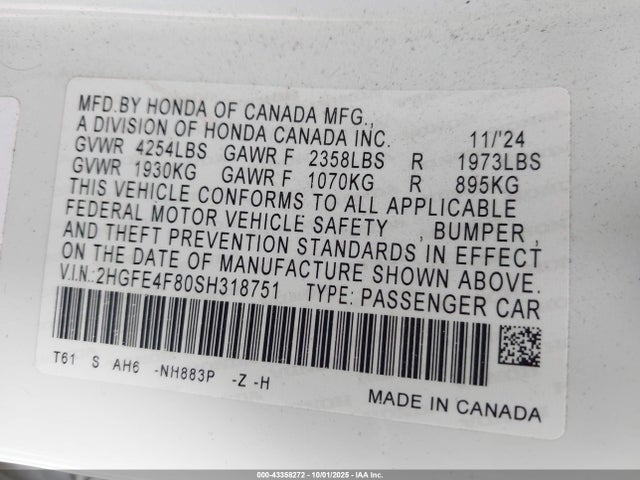 MFD.BY HONDA OF CANADA MFG.,
A DIVISION OF HONDA CANADA INC. 11/'24
GVWR 4254LBS GAWR F 2358LBS R 1973LBS
GVWR 1930KG GAWR F 1070KG R 895KG
THIS VEHICLE CONFORMS TO ALL APPLICABLE
FEDERAL MOTOR VEHICLE SAFETY , BUMPER ,
AND THEFT PREVENTION STANDARDS IN EFFECT
ON THE DATE OF MANUFACTURE SHOWN ABOVE.
V.I.N.:2HGFE4F80SH318751 TYPE: PASSENGER CAR
T61 S AH6 -NH883P -Z -H
MADE IN CANADA
000-43358272 - 10/01/2025 - IAA Inc.